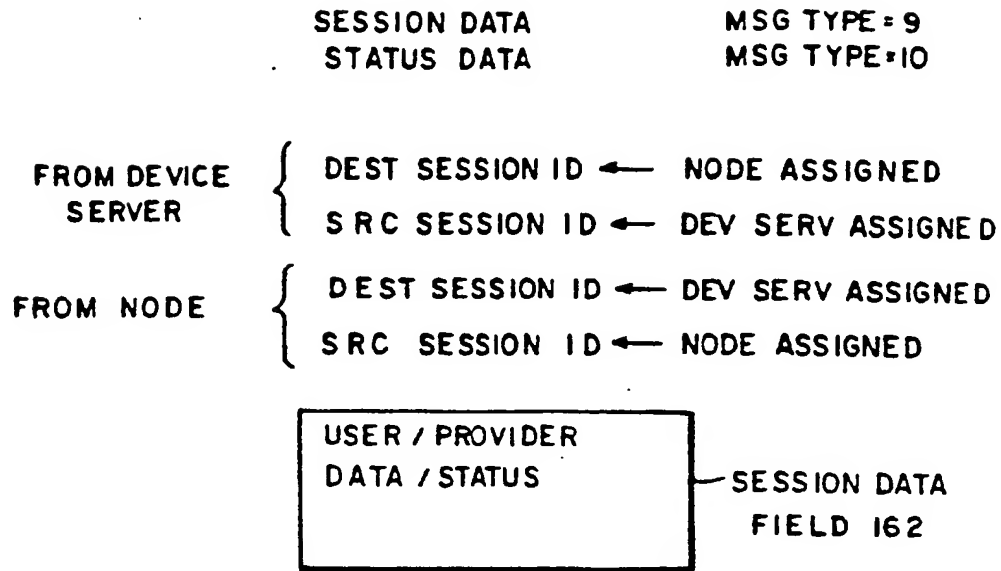 SESSION DATA MSG TYPE = 9
STATUS DATA MSG TYPE = 10
FROM DEVICE SERVER
DEST SESSION ID ← NODE ASSIGNED
SRC SESSION ID ← DEV SERV ASSIGNED
FROM NODE
DEST SESSION ID ← DEV SERV ASSIGNED
SRC SESSION ID ← NODE ASSIGNED
USER / PROVIDER
DATA / STATUS
SESSION DATA
FIELD 162